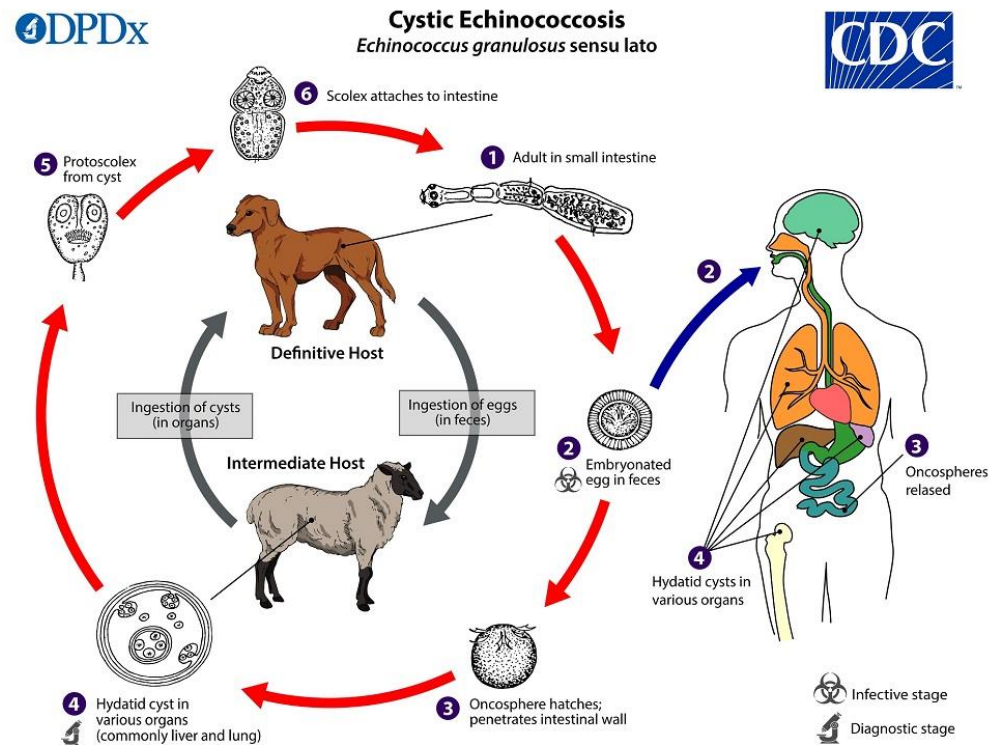 DPDx
Cystic Echinococcosis
Echinococcus granulosus sensu lato
CDC
TM
6 Scolex attaches to intestine
5 Protoscolex
from cyst
1 Adult in small intestine
2
Definitive Host
Ingestion of cysts
(in organs)
Ingestion of eggs
(in feces)
Intermediate Host
2 Embryonated
egg in feces
3
Oncospheres
relased
4
Hydatid cysts in
various organs
4 Hydatid cyst in
various organs
(commonly liver and lung)
3 Oncosphere hatches;
penetrates intestinal wall
Infective stage
Diagnostic stage